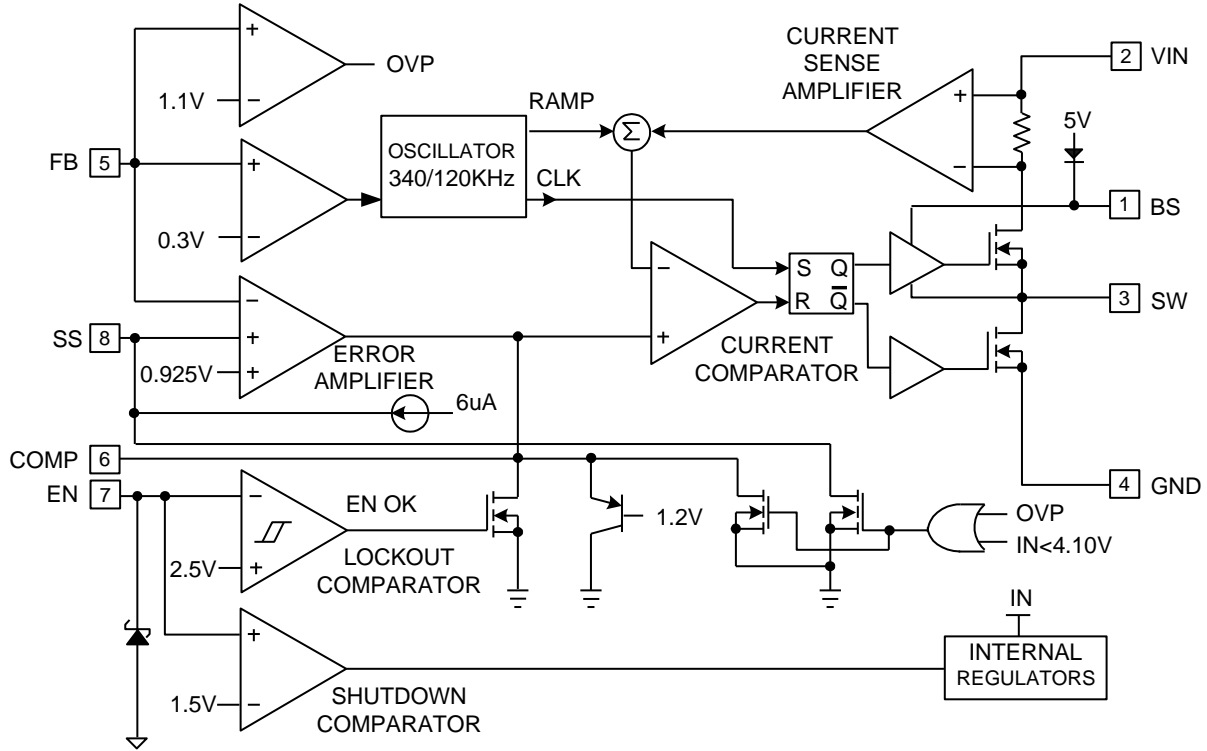 +
OVP
1.1V
−
CURRENT
SENSE
AMPLIFIER
+
−
2 VIN
5V
RAMP
Σ
FB 5
+
0.3V
−
OSCILLATOR
340/120KHz
CLK
1 BS
S Q
R Q̅
−
+
CURRENT
COMPARATOR
3 SW
SS 8
−
+
0.925V
+
ERROR
AMPLIFIER
6uA
COMP 6
EN 7
−
2.5V
+
EN OK
LOCKOUT
COMPARATOR
1.2V
4 GND
OVP
IN<4.10V
+
1.5V
−
SHUTDOWN
COMPARATOR
IN
INTERNAL
REGULATORS